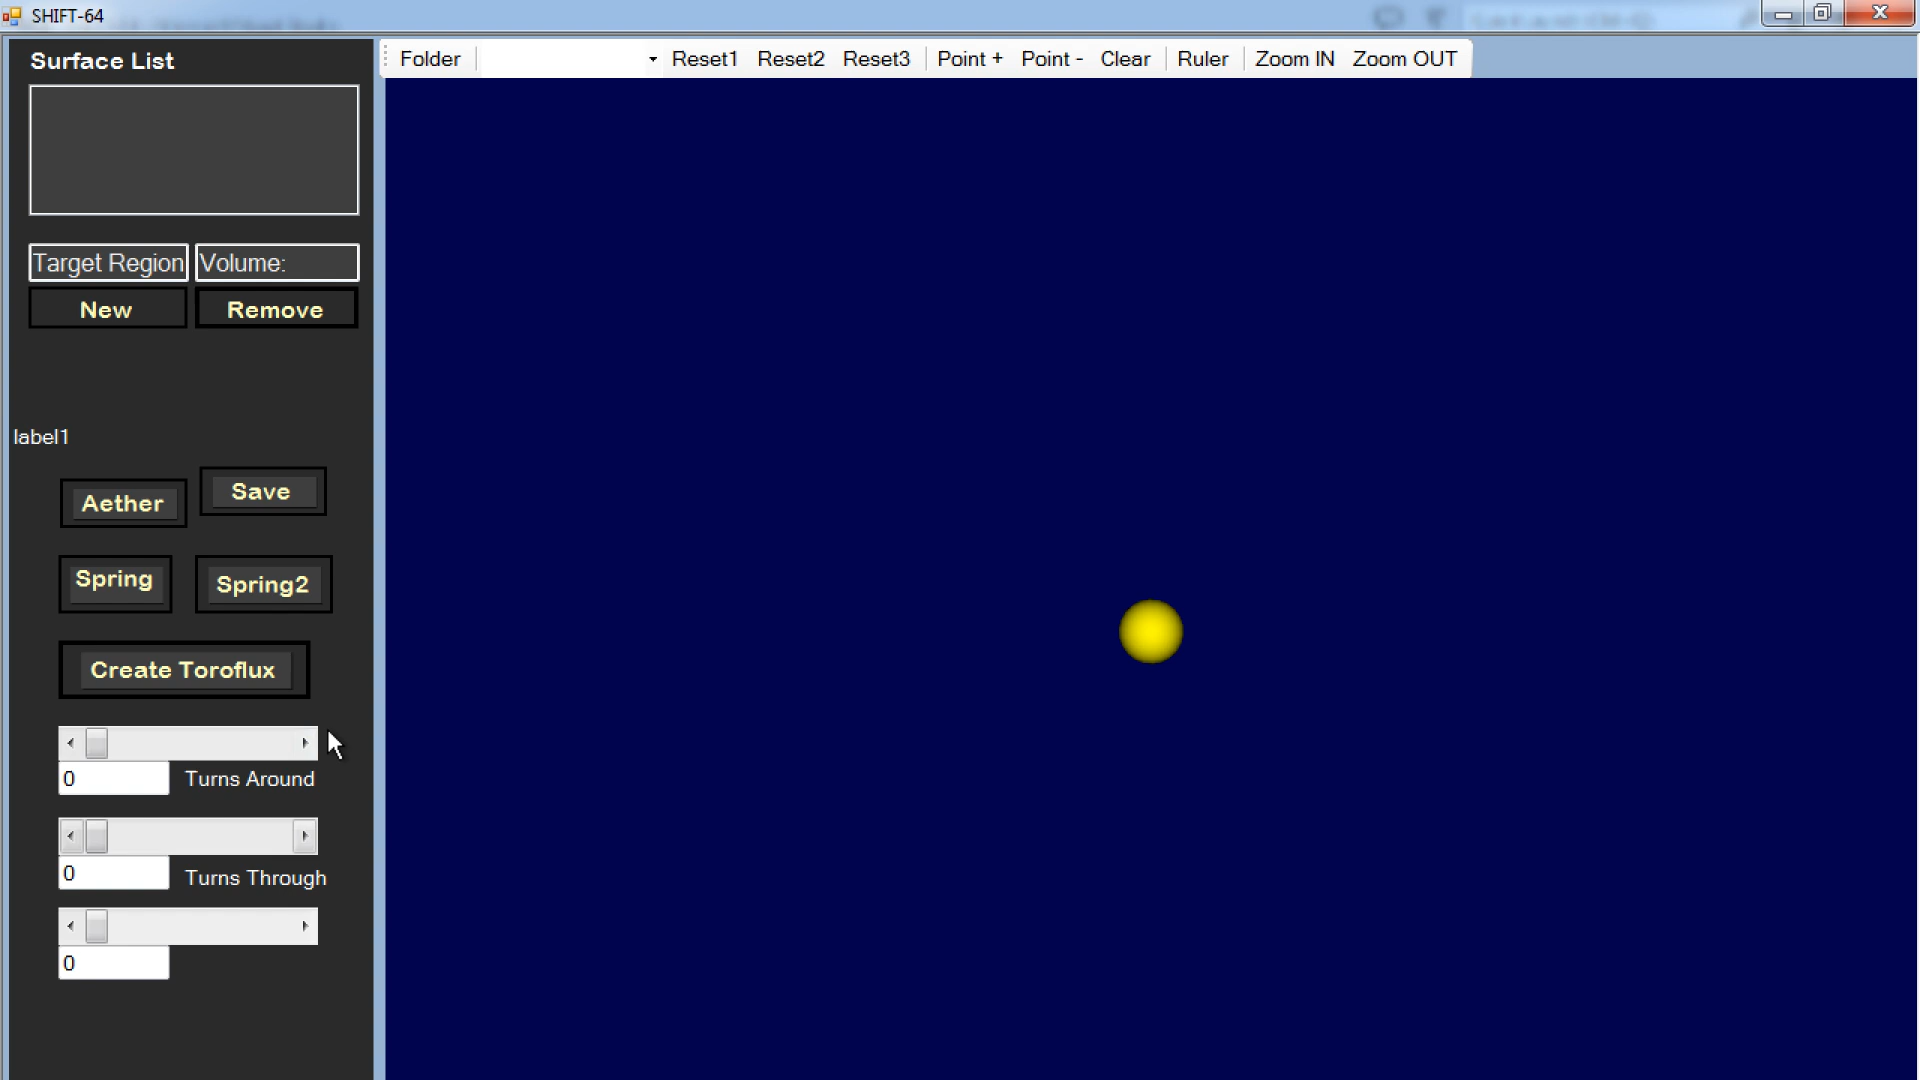 SHIFT-64
Surface List
Folder Reset1 Reset2 Reset3 Point + Point - Clear Ruler Zoom IN Zoom OUT
Target Region Volume:
New Remove
label1
Aether Save
Spring Spring2
Create Toroflux
0 Turns Around
0 Turns Through
0